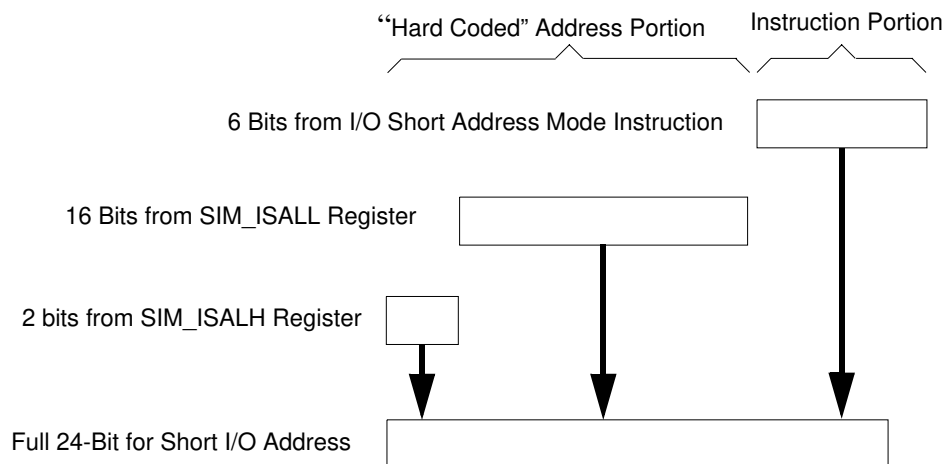 “Hard Coded” Address Portion
Instruction Portion
6 Bits from I/O Short Address Mode Instruction
16 Bits from SIM_ISALL Register
2 bits from SIM_ISALH Register
Full 24-Bit for Short I/O Address